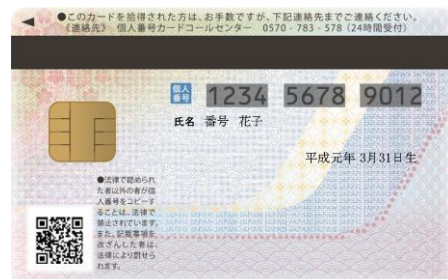 ●このカードを拾得された方は、お手数ですが、下記連絡先までご連絡ください。
《連絡先》 個人番号カードコールセンター 0570-783-578 (24時間受付)
個人番号 1234 5678 9012
氏名 番号 花子
平成元年 3月31日生
●法律で認められ
た者以外の者が個
人番号をコピーす
ることは、法律で
禁止されています。
また、記載事項を
改ざんした者は、
法律により罰せら
れます。